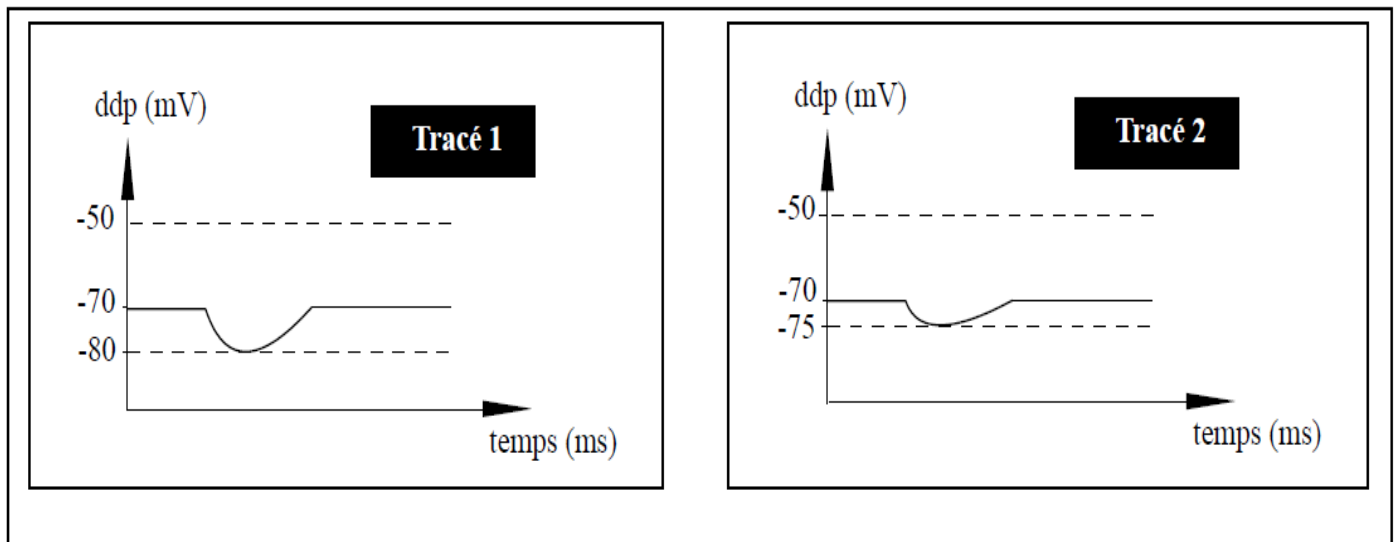 ddp (mV)
Tracé 1
-50
-70
-80
temps (ms)
ddp (mV)
Tracé 2
-50
-70
-75
temps (ms)